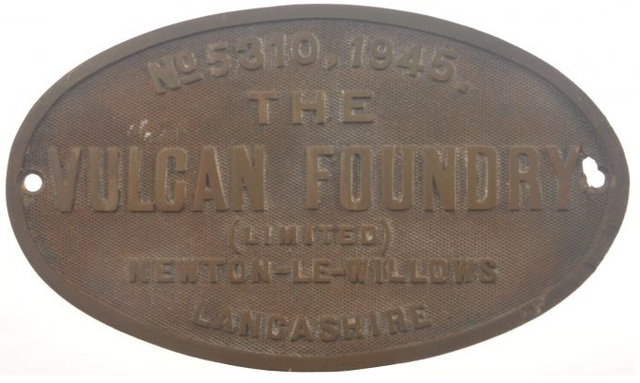 No 5310, 1945.
THE
VULCAN FOUNDRY
(LIMITED)
NEWTON-LE-WILLOWS
LANCASHIRE